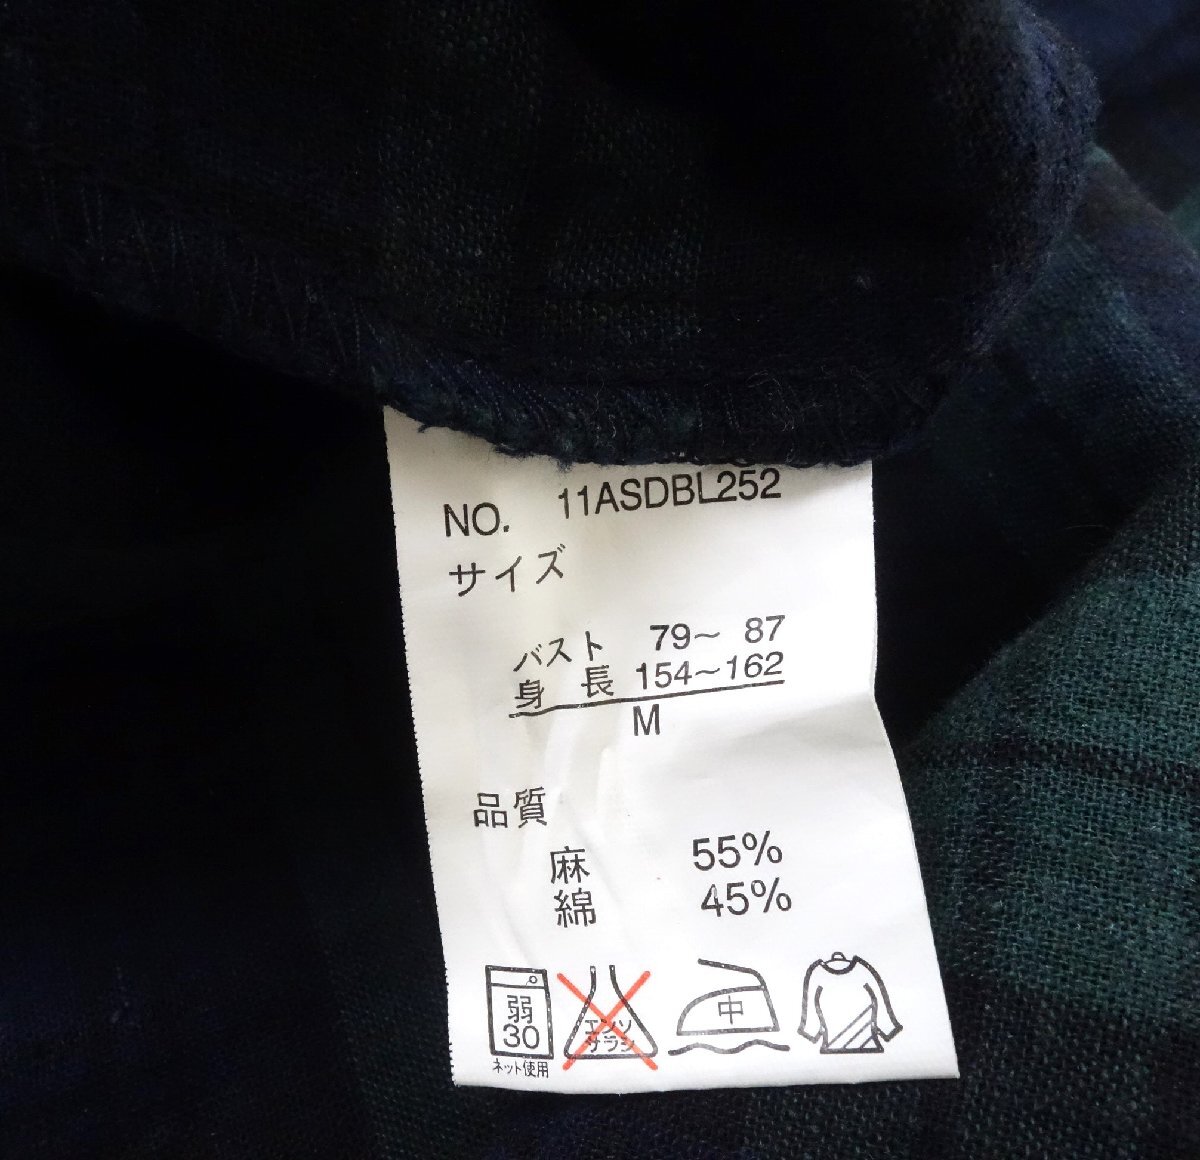 NO. 11ASDBL252
サイズ
バスト 79～ 87
身 長 154～162
M
品質
麻 55%
綿 45%
弱
30
ネット使用
エンソ
サラシ
中